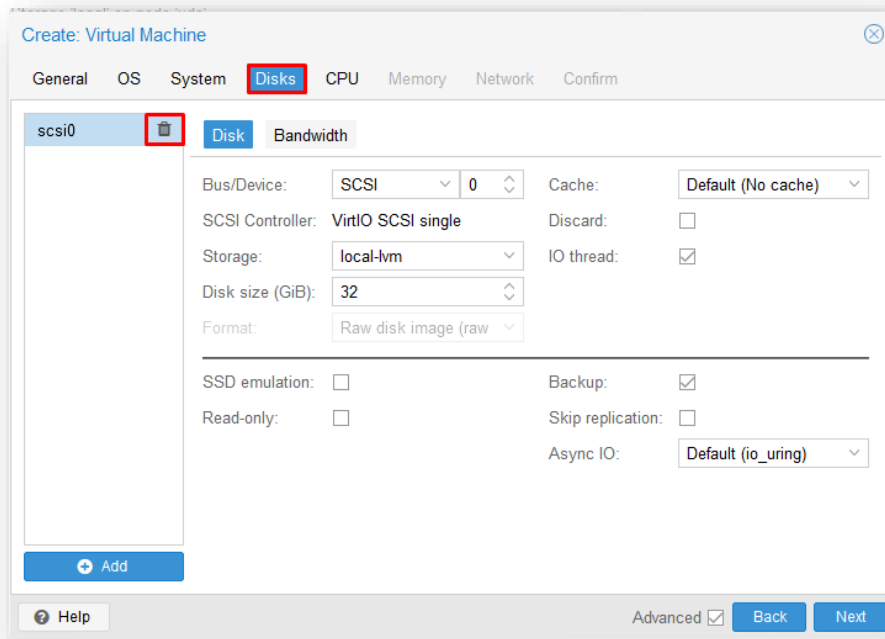 Create: Virtual Machine
General OS System Disks CPU Memory Network Confirm
scsi0
Disk Bandwidth
Bus/Device: SCSI 0 Cache: Default (No cache)
SCSI Controller: VirtIO SCSI single Discard:
Storage: local-lvm IO thread:
Disk size (GiB): 32
Format: Raw disk image (raw
SSD emulation: Backup:
Read-only: Skip replication:
Async IO: Default (io_uring)
Add
Help Advanced Back Next